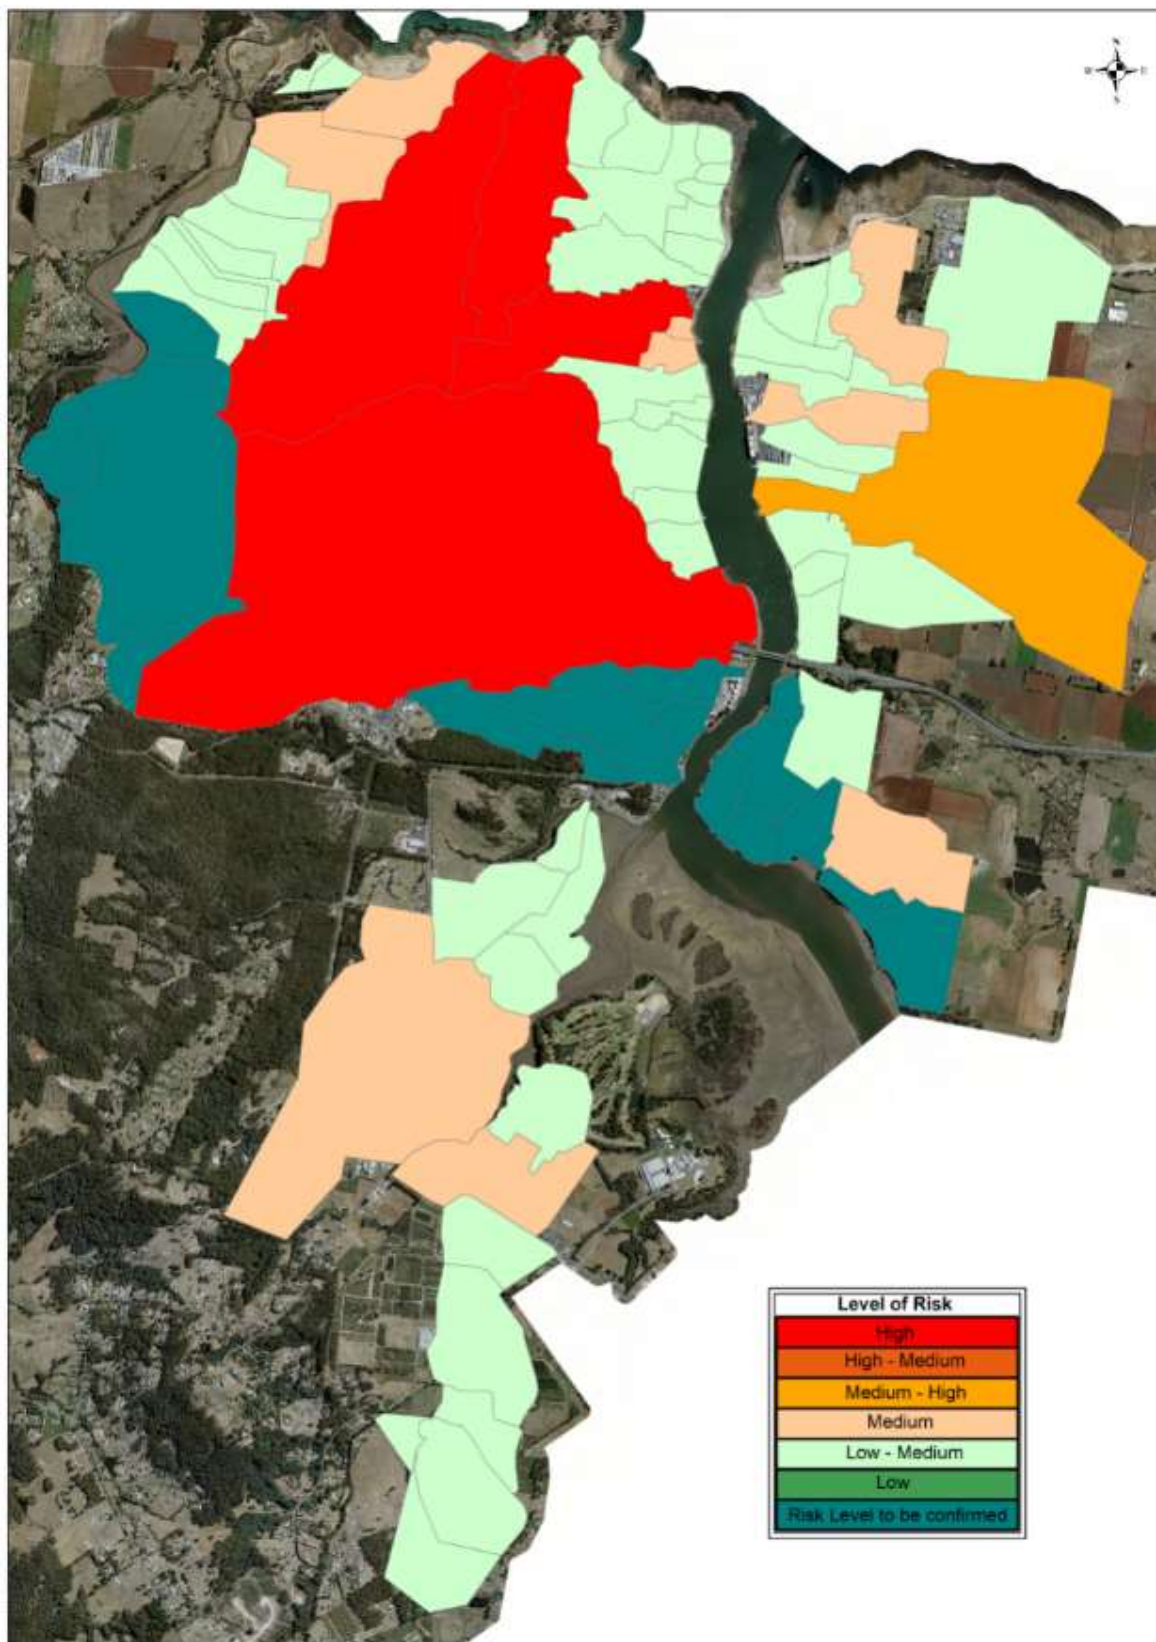 N
W
E
S
Level of Risk
High
High - Medium
Medium - High
Medium
Low - Medium
Low
Risk Level to be confirmed